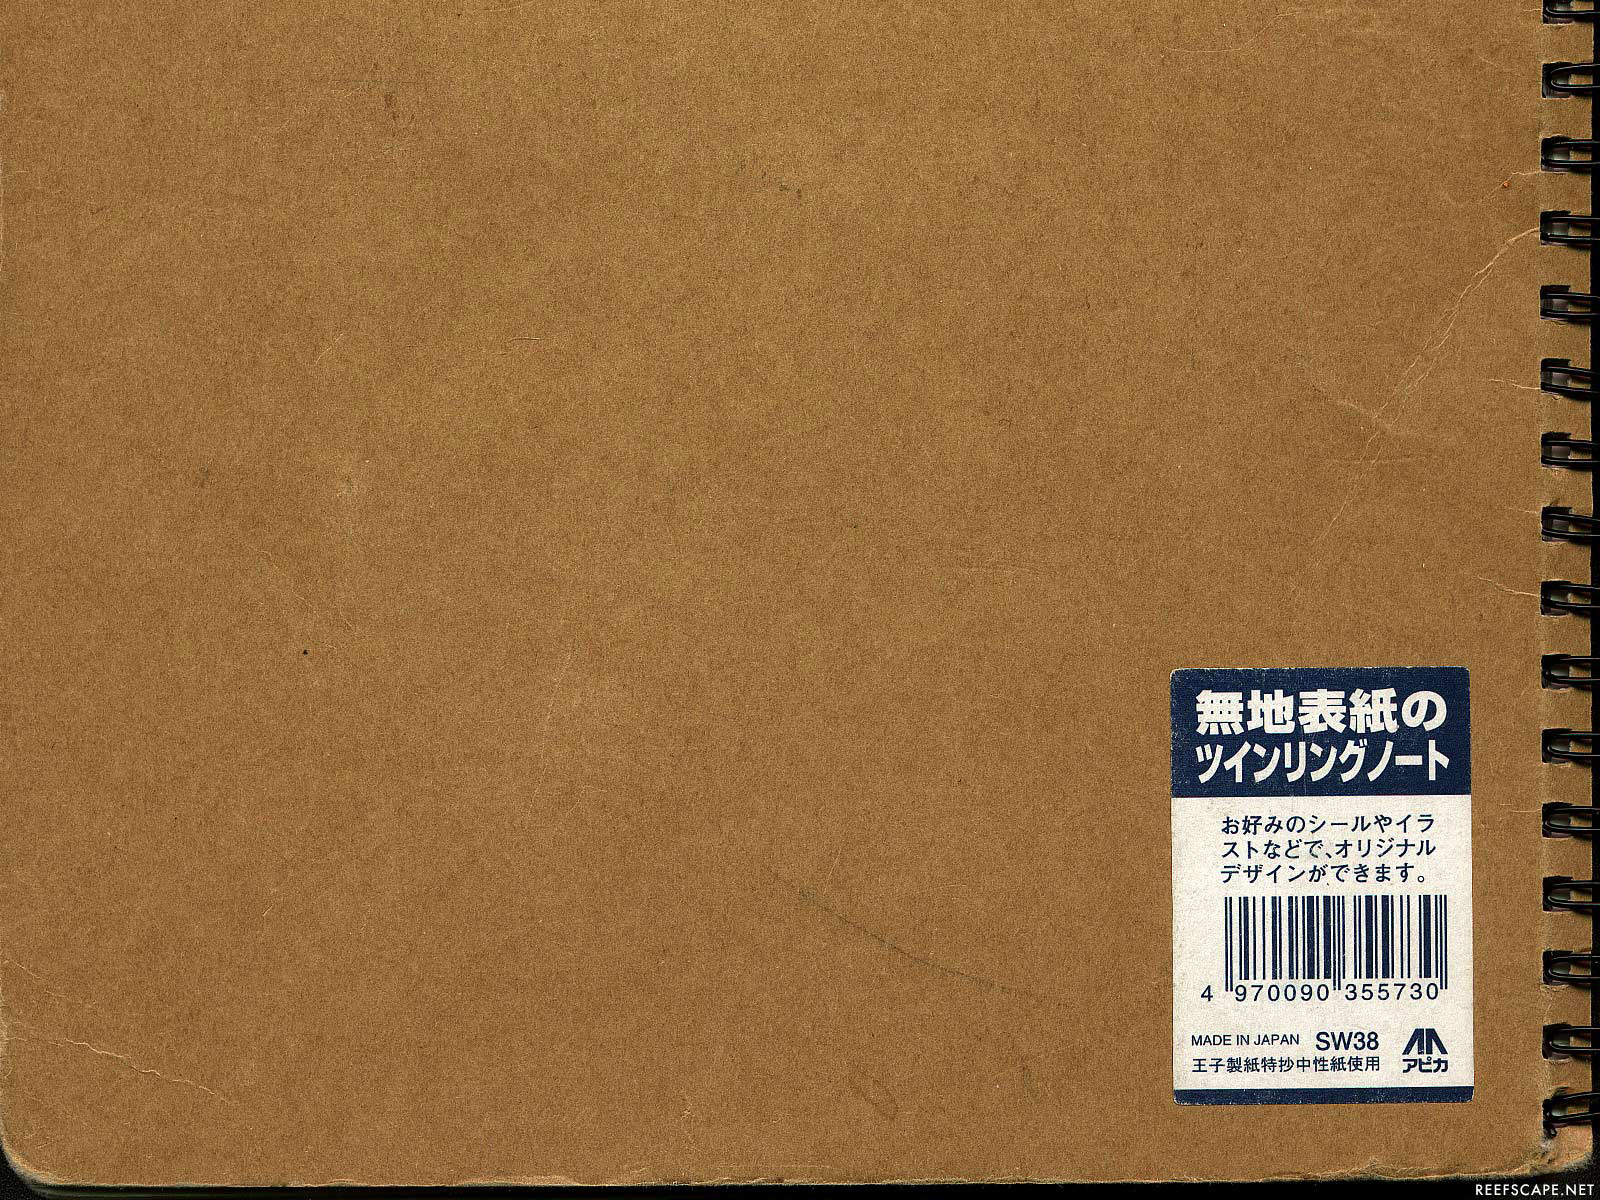 無地表紙の
ツインリングノート
お好みのシールやイラ
ストなどで、オリジナル
デザインができます。
4 970090 355730
MADE IN JAPAN SW38
王子製紙特抄中性紙使用
アピカ
REEFSCAPE.NET